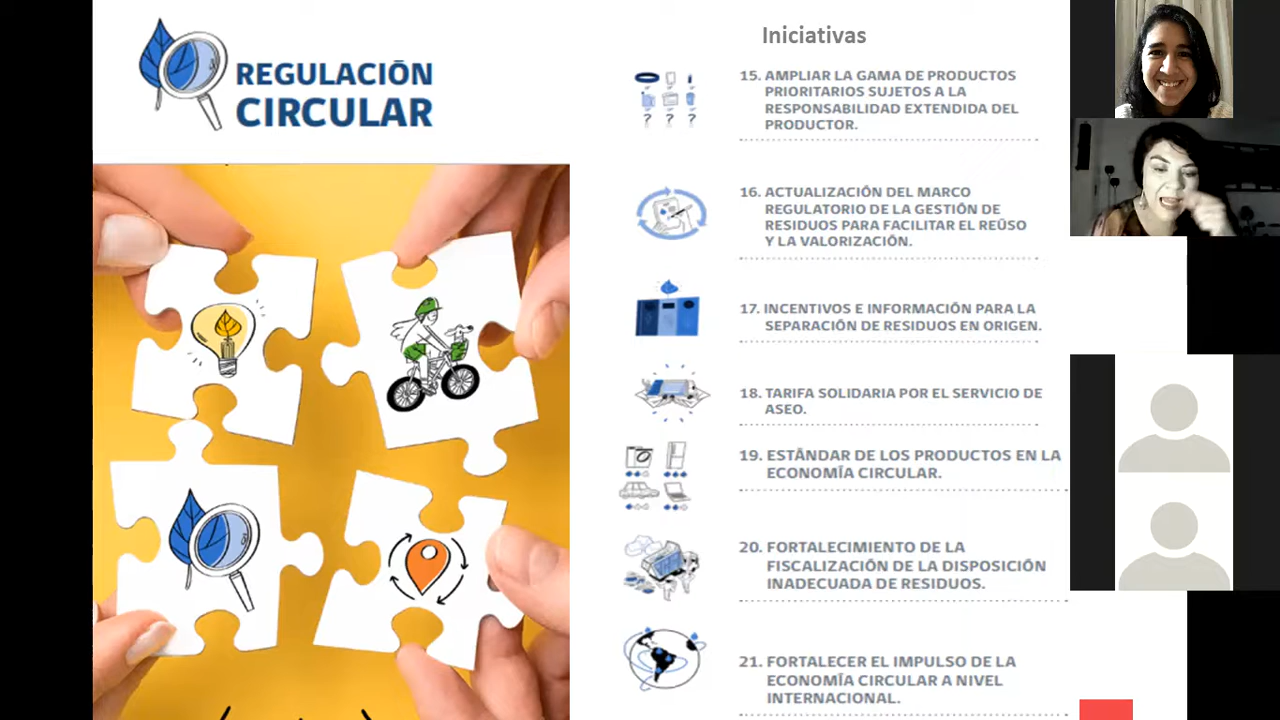 REGULACIÓN
CIRCULAR
Iniciativas
15. AMPLIAR LA GAMA DE PRODUCTOS
PRIORITARIOS SUJETOS A LA
RESPONSABILIDAD EXTENDIDA DEL
PRODUCTOR.
16. ACTUALIZACIÓN DEL MARCO
REGULATORIO DE LA GESTIÓN DE
RESIDUOS PARA FACILITAR EL REÚSO
Y LA VALORIZACIÓN.
17. INCENTIVOS E INFORMACIÓN PARA LA
SEPARACIÓN DE RESIDUOS EN ORIGEN.
18. TARIFA SOLIDARIA POR EL SERVICIO DE
ASEO.
19. ESTÁNDAR DE LOS PRODUCTOS EN LA
ECONOMÍA CIRCULAR.
20. FORTALECIMIENTO DE LA
FISCALIZACIÓN DE LA DISPOSICIÓN
INADECUADA DE RESIDUOS.
21. FORTALECER EL IMPULSO DE LA
ECONOMÍA CIRCULAR A NIVEL
INTERNACIONAL.
? ? ?